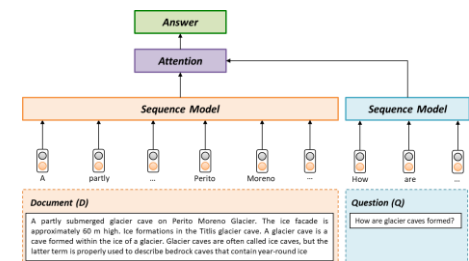 Answer
Attention
Sequence Model
Sequence Model
A partly ... Perito Moreno ... How are ...
Document (D)
A partly submerged glacier cave on Perito Moreno Glacier. The ice facade is
approximately 60 m high. Ice formations in the Titlis glacier cave. A glacier cave is a
cave formed within the ice of a glacier. Glacier caves are often called ice caves, but the
latter term is properly used to describe bedrock caves that contain year-round ice
Question (Q)
How are glacier caves formed?